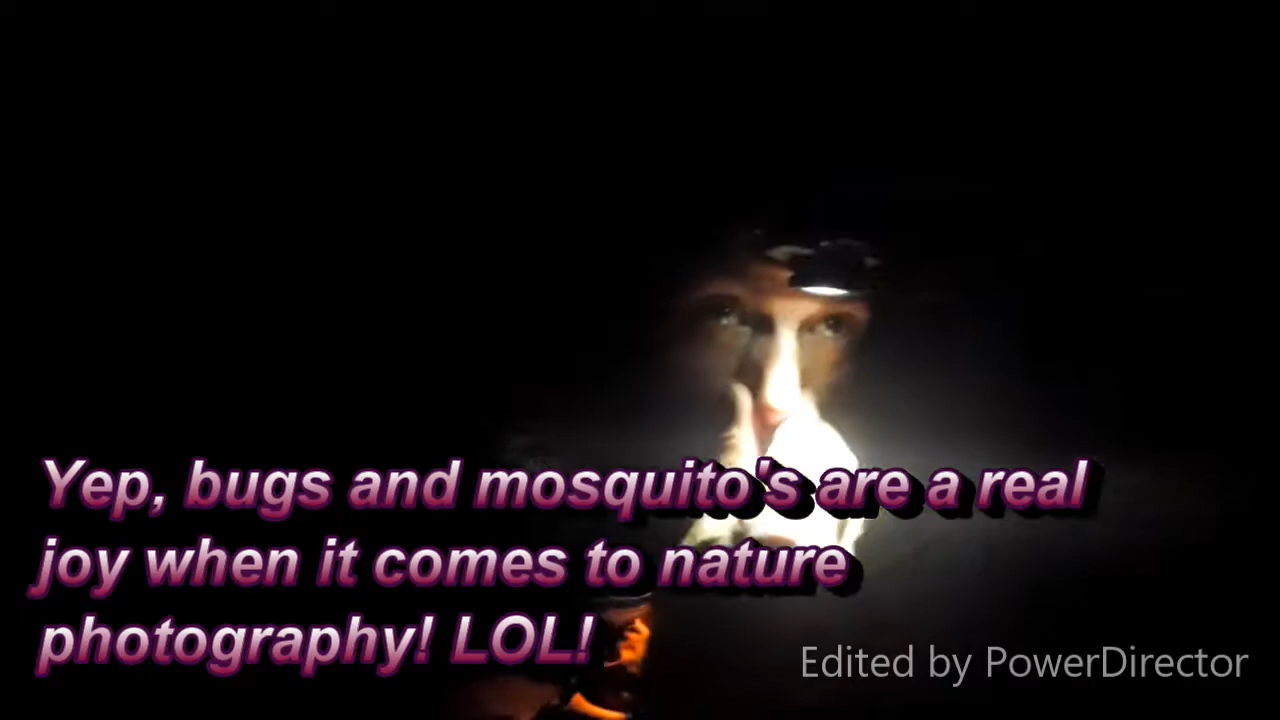 Yep, bugs and mosquito's are a real
joy when it comes to nature
photography! LOL!
Edited by PowerDirector